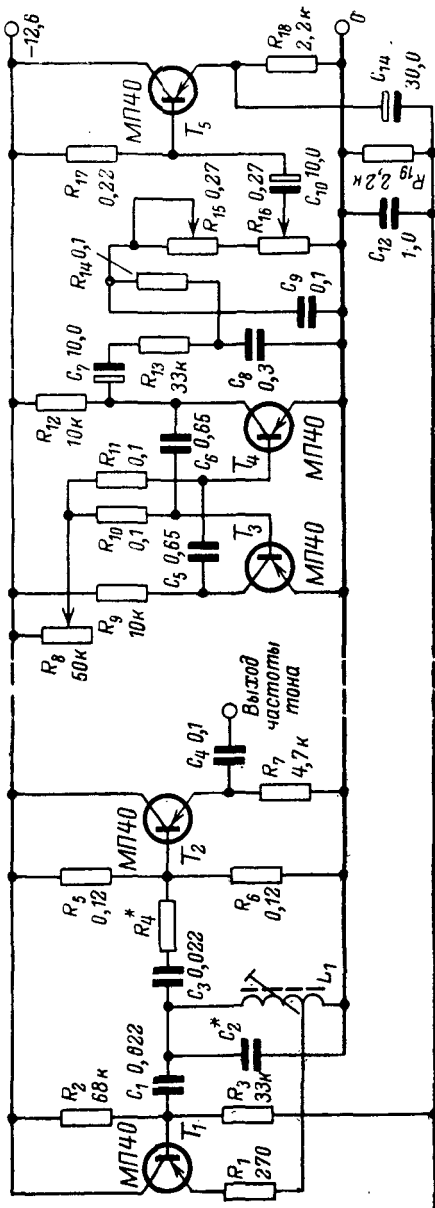 МП40
T₁
R₁
270
R₂
68к
C₁ 0,022
R₃
33к
C₂*
L₁
C₃ 0,022
R₄*
R₅
0,12
R₆
0,12
МП40
T₂
C₄ 0,1
Выход
частоты
тона
R₇
4,7к
R₈
50к
R₉
10к
R₁₀
0,1
R₁₁
0,1
R₁₂
10к
C₅ 0,65
C₆ 0,65
T₃
МП40
T₄
МП40
C₇ 10,0
R₁₃
33к
C₈
0,3
R₁₄ 0,1
C₉
0,1
R₁₅ 0,27
R₁₆ 0,27
R₁₇
0,22
C₁₀ 10,0
МП40
T₅
R₁₈
2,2к
−12,6
0
C₁₄
30,0
R₁₉ 2,2к
C₁₂
1,0